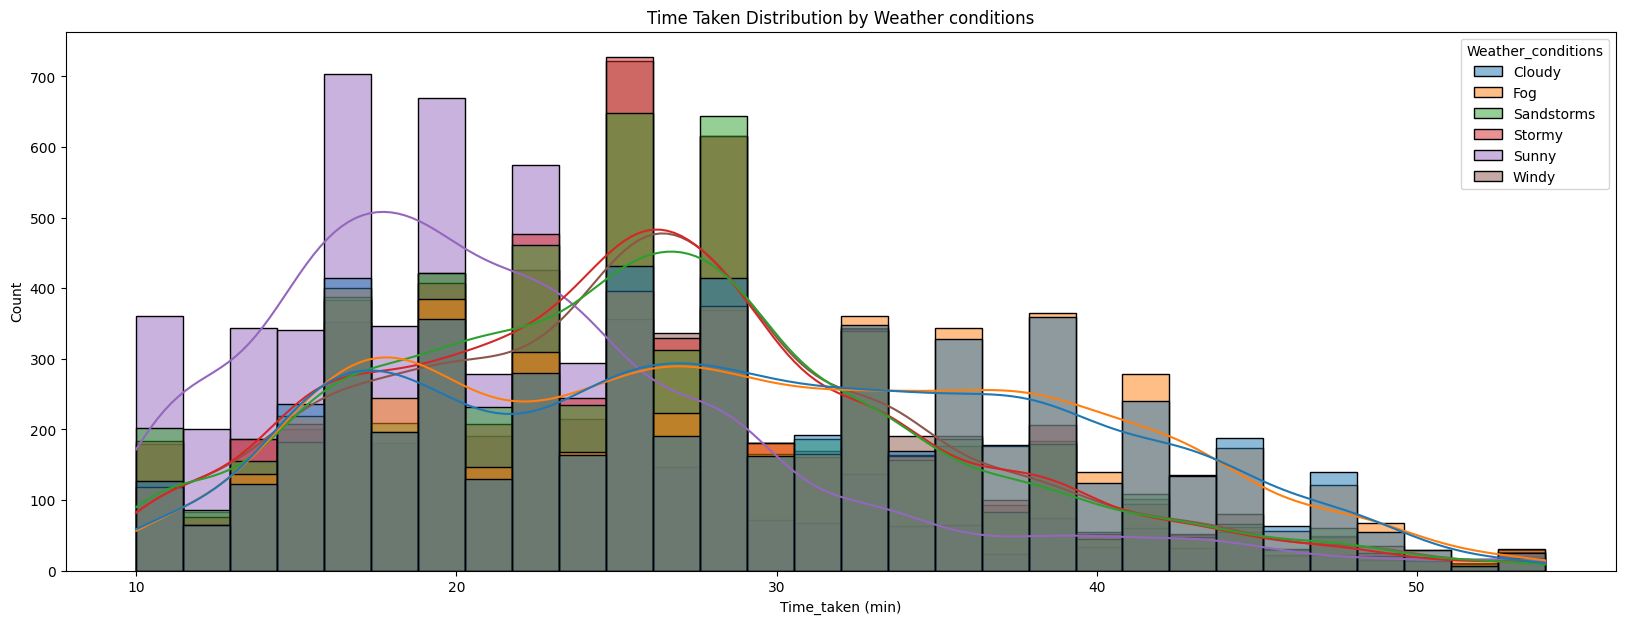 Time Taken Distribution by Weather conditions
Count
700
600
500
400
300
200
100
0
10
20
30
40
50
Time_taken (min)
Weather_conditions
Cloudy
Fog
Sandstorms
Stormy
Sunny
Windy